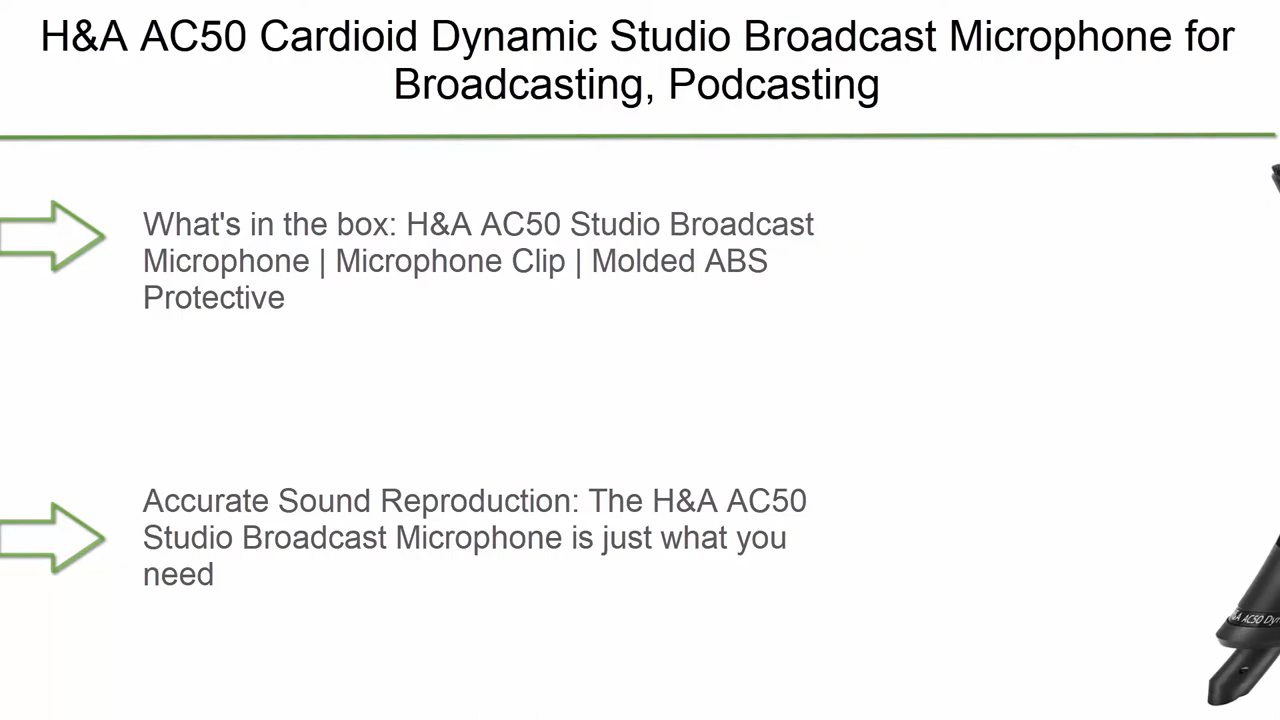 H&A AC50 Cardioid Dynamic Studio Broadcast Microphone for
Broadcasting, Podcasting
What's in the box: H&A AC50 Studio Broadcast
Microphone | Microphone Clip | Molded ABS
Protective
Accurate Sound Reproduction: The H&A AC50
Studio Broadcast Microphone is just what you
need
H&A AC50